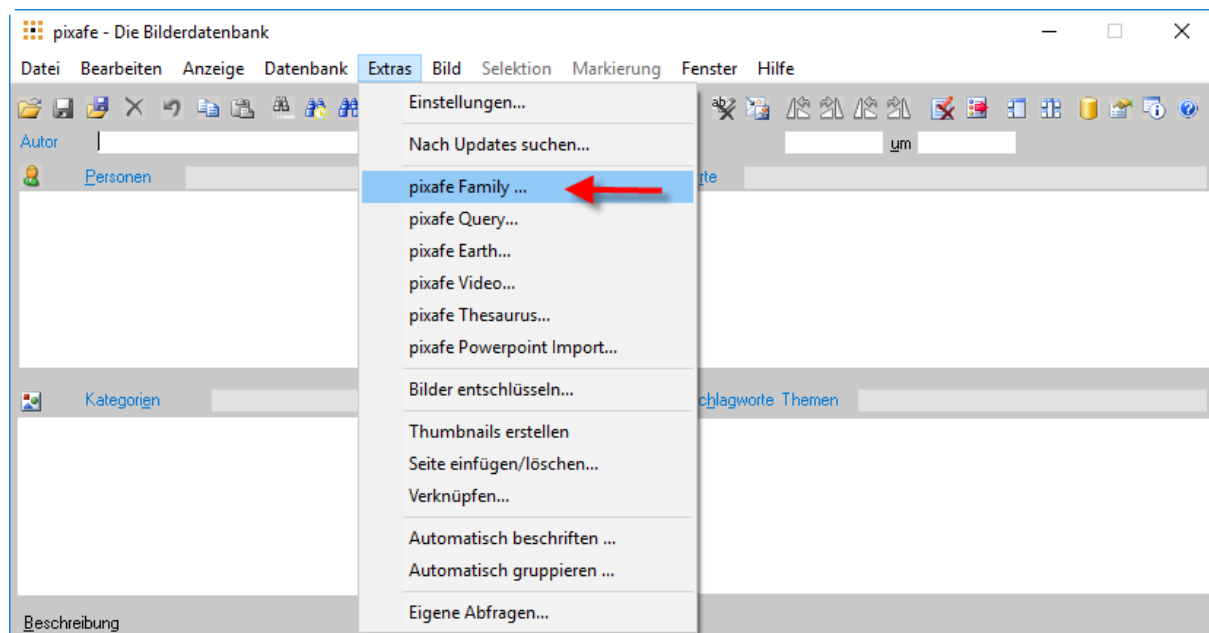 pixafe - Die Bilderdatenbank
Datei Bearbeiten Anzeige Datenbank Extras Bild Selektion Markierung Fenster Hilfe
Einstellungen...
Autor um
Nach Updates suchen...
Personen rte
pixafe Family ...
pixafe Query...
pixafe Earth...
pixafe Video...
pixafe Thesaurus...
pixafe Powerpoint Import...
Bilder entschlüsseln...
Kategorien chlagworte Themen
Thumbnails erstellen
Seite einfügen/löschen...
Verknüpfen...
Automatisch beschriften ...
Automatisch gruppieren ...
Eigene Abfragen...
Beschreibung